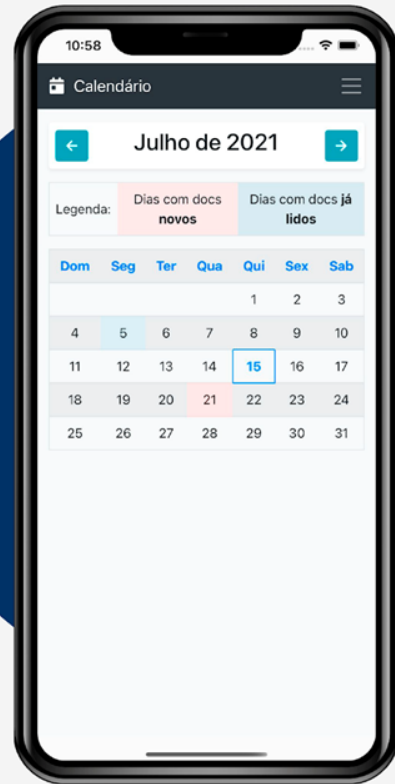 10:58
Calendário
Julho de 2021
Legenda: Dias com docs novos Dias com docs já lidos
Dom Seg Ter Qua Qui Sex Sab
1 2 3
4 5 6 7 8 9 10
11 12 13 14 15 16 17
18 19 20 21 22 23 24
25 26 27 28 29 30 31